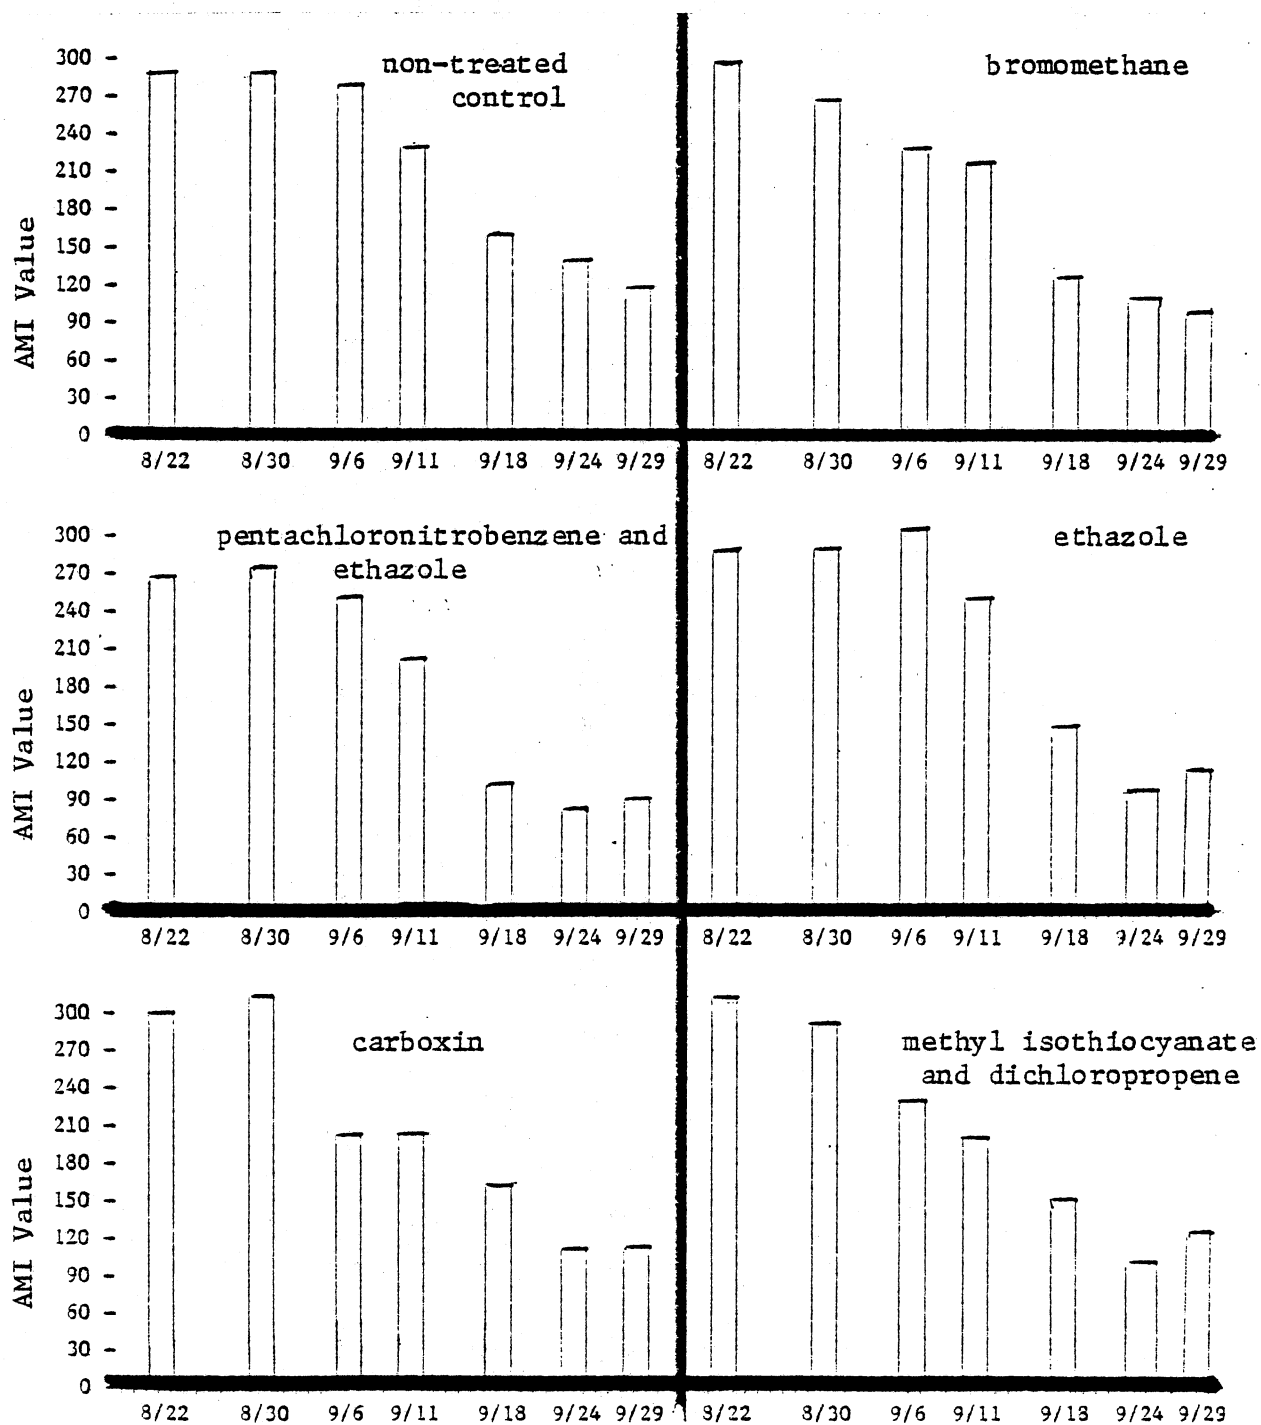 non-treated
control
300
270
240
210
180
150
120
90
60
30
0
AMI Value
8/22 8/30 9/6 9/11 9/18 9/24 9/29
bromomethane
8/22 8/30 9/6 9/11 9/18 9/24 9/29
pentachloronitrobenzene and
ethazole
300
270
240
210
180
150
120
90
60
30
0
AMI Value
8/22 8/30 9/6 9/11 9/18 9/24 9/29
ethazole
8/22 8/30 9/6 9/11 9/18 9/24 9/29
carboxin
300
270
240
210
180
150
120
90
60
30
0
AMI Value
8/22 8/30 9/6 9/11 9/18 9/24 9/29
methyl isothiocyanate
and dichloropropene
8/22 8/30 9/6 9/11 9/18 9/24 9/29